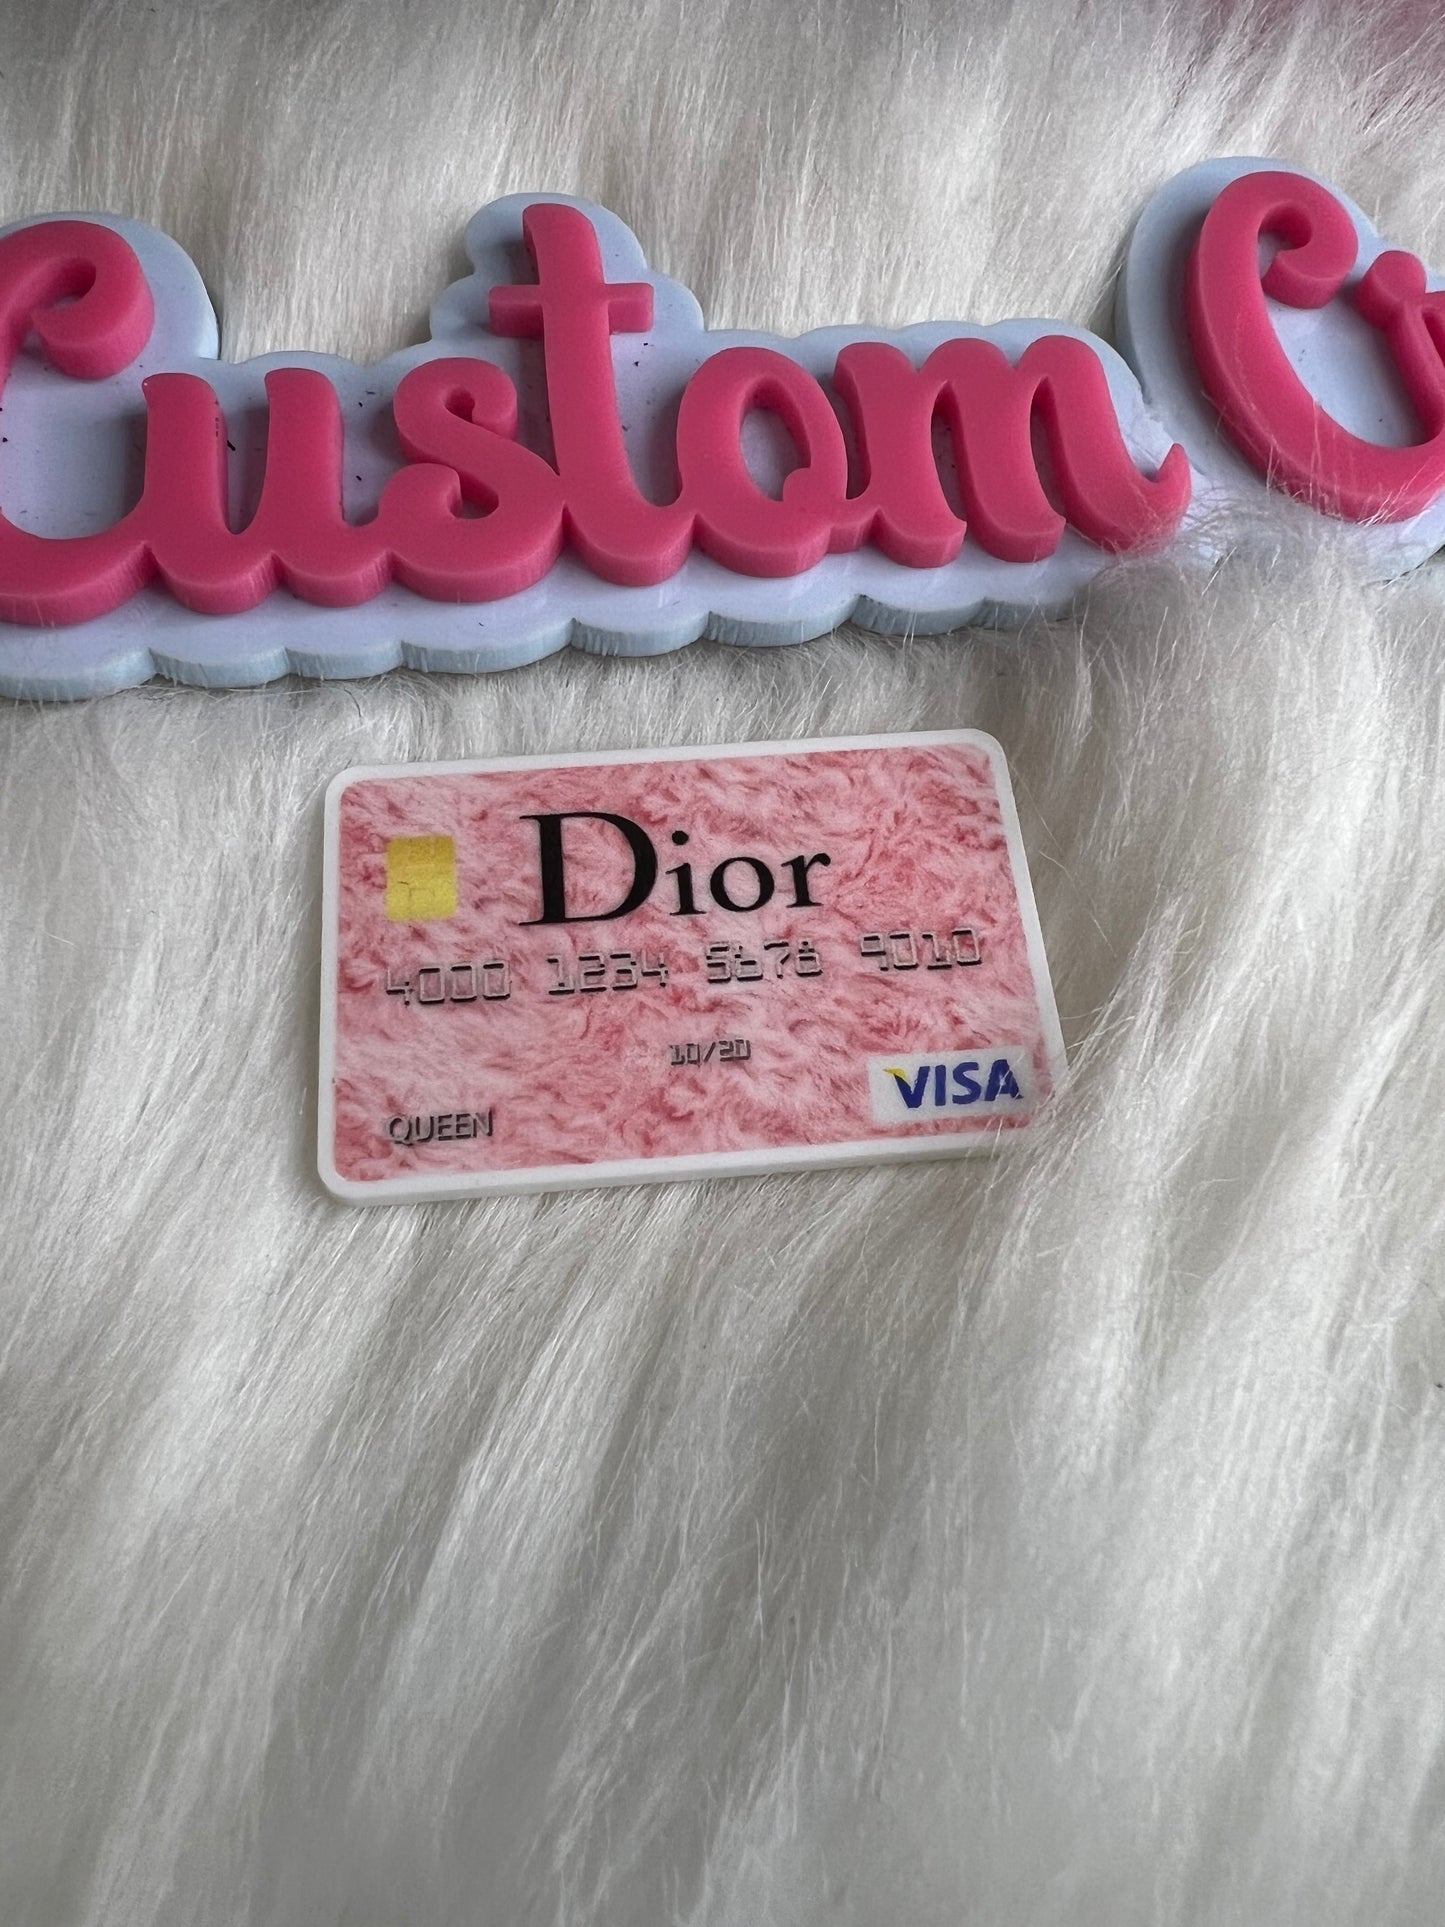 Custom
Dior
4000 1234 5678 9010
10/20
VISA
QUEEN